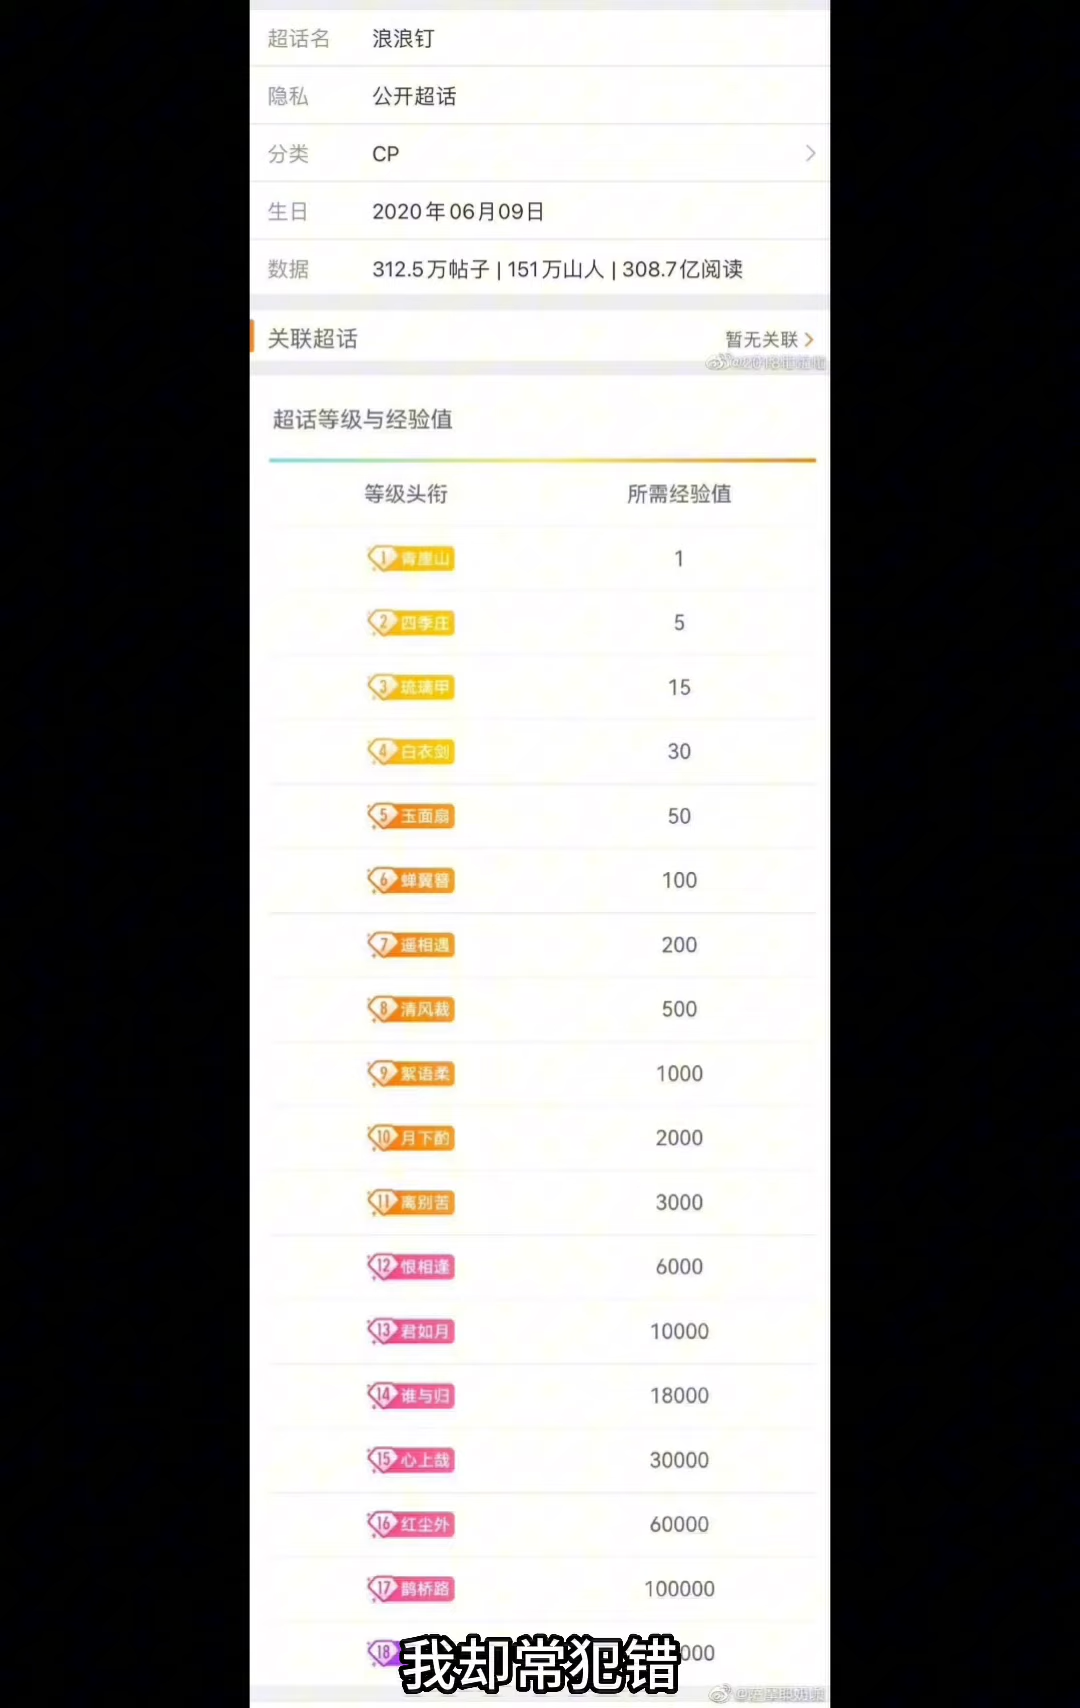 超话名 浪浪钉
隐私 公开超话
分类 CP
生日 2020年06月09日
数据 312.5万帖子 | 151万山人 | 308.7亿阅读
关联超话 暂无关联
超话等级与经验值
等级头衔 所需经验值
1 青崖山 1
2 四季庄 5
3 琉璃甲 15
4 白衣剑 30
5 玉面扇 50
6 蝉翼簪 100
7 遥相遇 200
8 清风裁 500
9 絮语柔 1000
10 月下酌 2000
11 离别苦 3000
12 恨相逢 6000
13 君如月 10000
14 谁与归 18000
15 心上哉 30000
16 红尘外 60000
17 鹊桥路 100000
18 000
我却常犯错